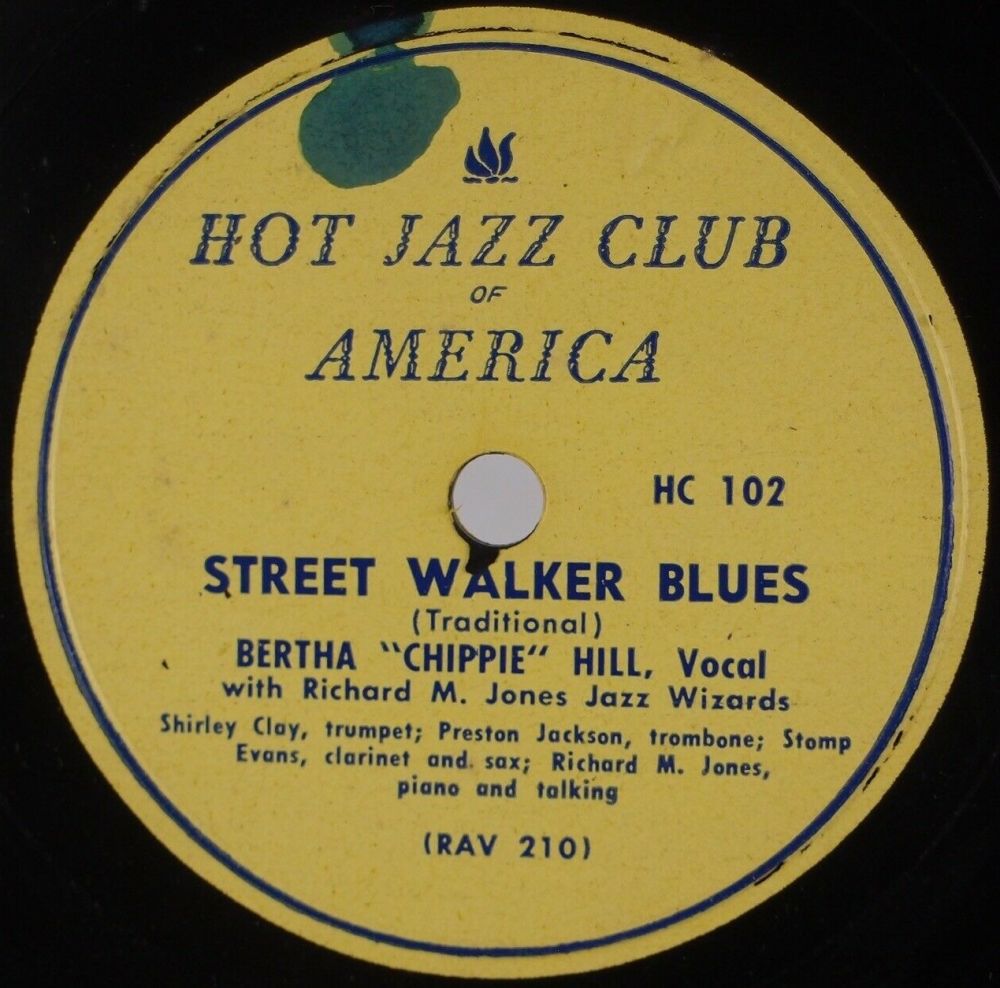 HOT JAZZ CLUB
OF
AMERICA
HC 102
STREET WALKER BLUES
(Traditional)
BERTHA "CHIPPIE" HILL, Vocal
with Richard M. Jones Jazz Wizards
Shirley Clay, trumpet; Preston Jackson, trombone; Stomp
Evans, clarinet and sax; Richard M. Jones,
piano and talking
(RAV 210)